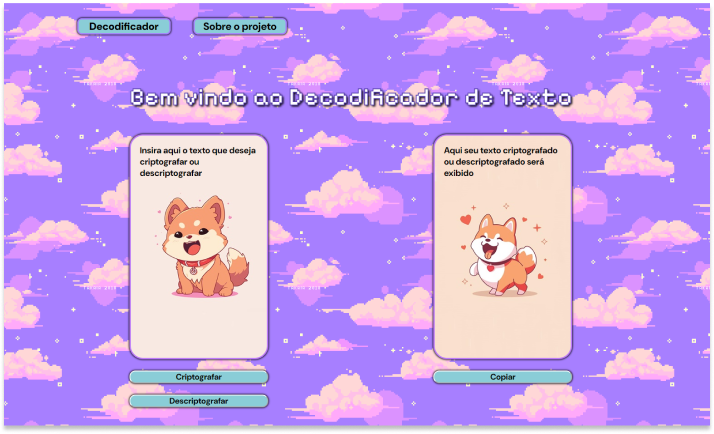 Decodificador
Sobre o projeto
Bem vindo ao Decodificador de Texto
Insira aqui o texto que deseja
criptografar ou
descriptografar
Aqui seu texto criptografado
ou descriptografado será
exibido
Criptografar
Copiar
Descriptografar